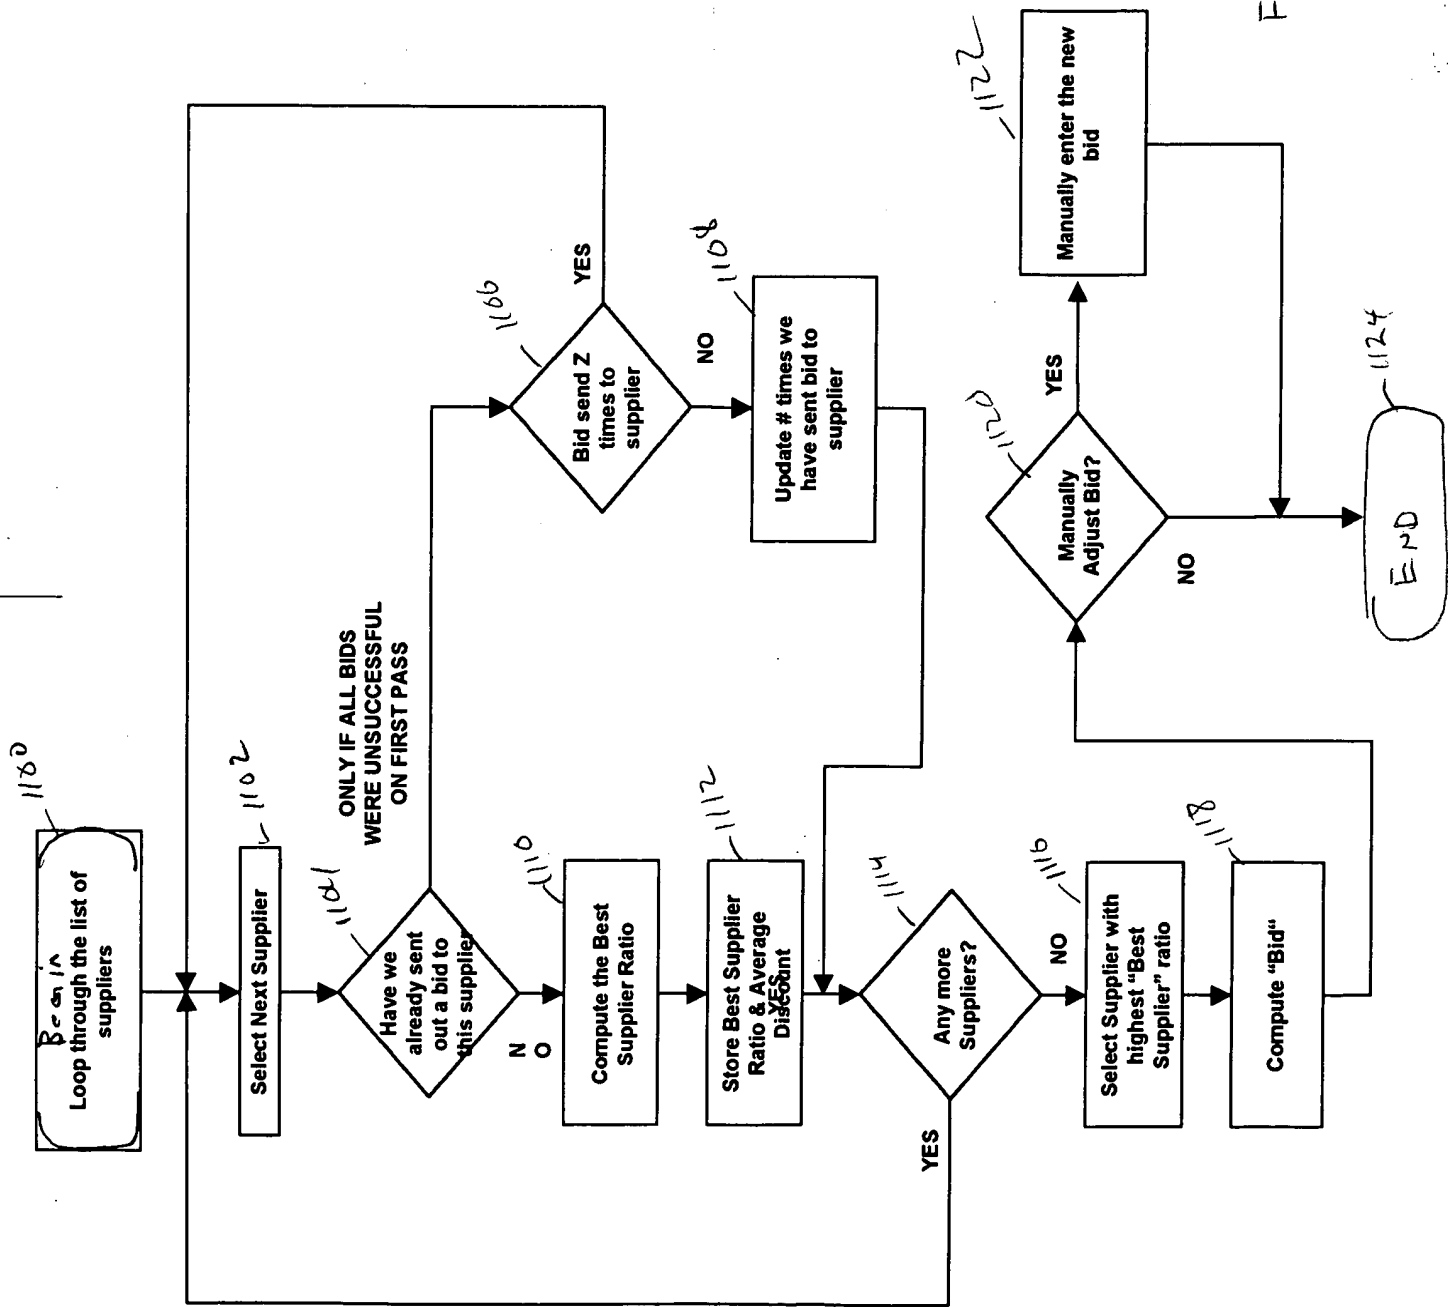 1100
Begin
Loop through the list of
suppliers
1102
Select Next Supplier
Have we
already sent
out a bid to
this supplier
ONLY IF ALL BIDS
WERE UNSUCCESSFUL
ON FIRST PASS
N
O
1106
Bid send Z
times to
supplier
YES
NO
1108
Update # times we
have sent bid to
supplier
1110
Compute the Best
Supplier Ratio
1112
Store Best Supplier
Ratio & Average
Discount
YES
1114
Any more
Suppliers?
YES
NO
1116
Select Supplier with
highest "Best
Supplier" ratio
1118
Compute "Bid"
1120
Manually
Adjust Bid?
YES
NO
1122
Manually enter the new
bid
1124
END
F